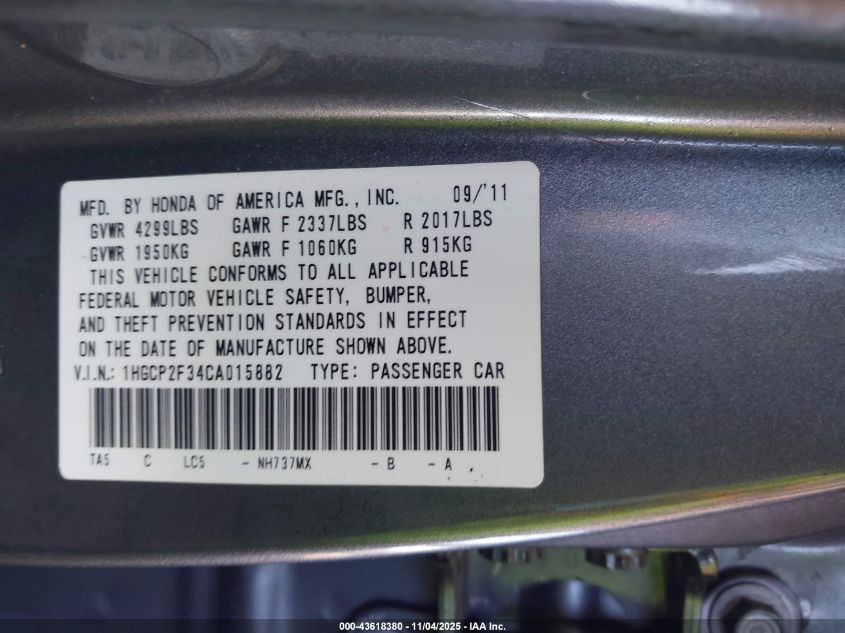 MFD. BY HONDA OF AMERICA MFG., INC. 09/'11
GVWR 4299LBS GAWR F 2337LBS R 2017LBS
GVWR 1950KG GAWR F 1060KG R 915KG
THIS VEHICLE CONFORMS TO ALL APPLICABLE
FEDERAL MOTOR VEHICLE SAFETY, BUMPER,
AND THEFT PREVENTION STANDARDS IN EFFECT
ON THE DATE OF MANUFACTURE SHOWN ABOVE.
V.I.N.: 1HGCP2F34CA015882 TYPE: PASSENGER CAR
TA5 C LC5 - NH737MX - B - A
000-43618380 - 11/04/2025 - IAA Inc.